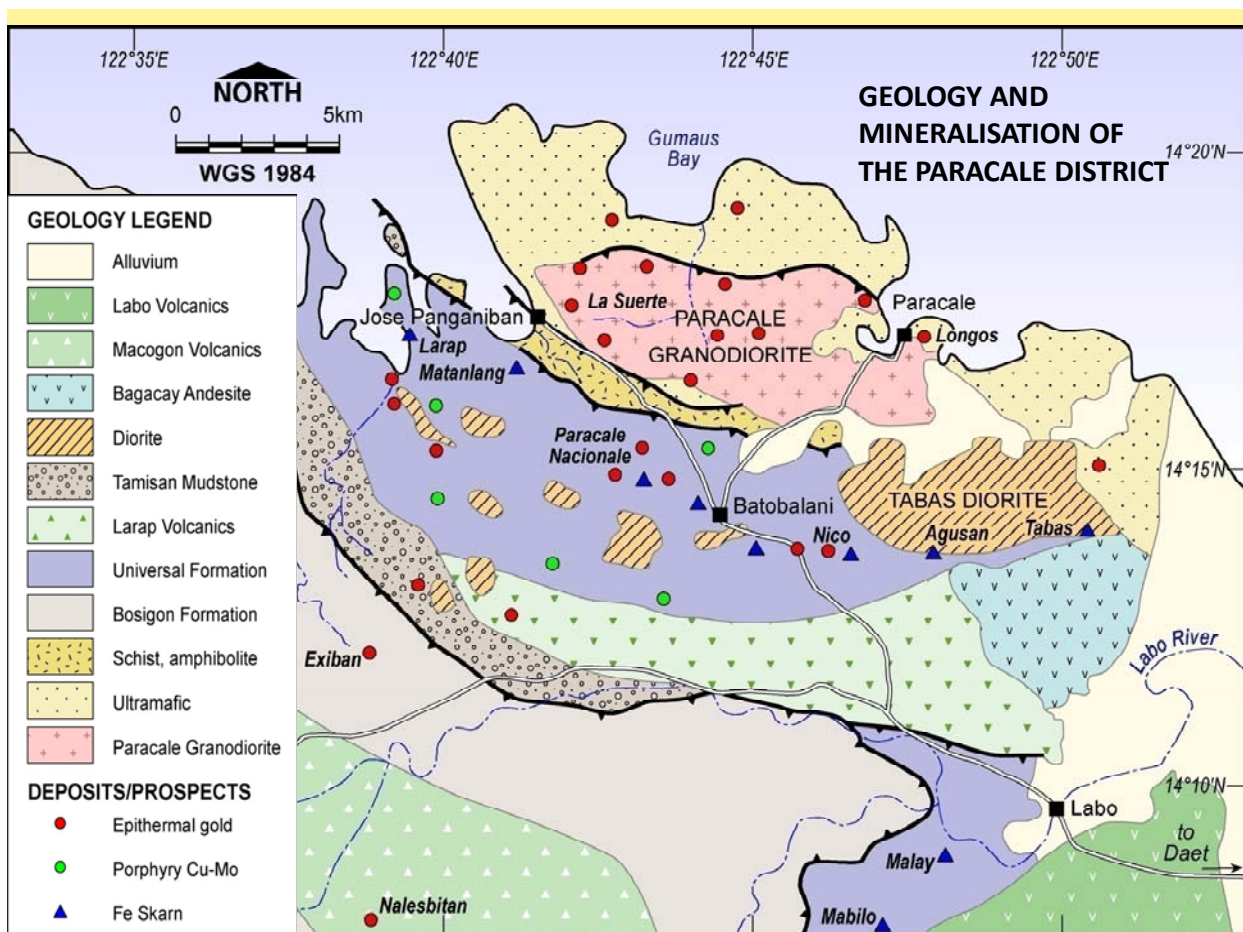 122°35'E
122°40'E
122°45'E
122°50'E
NORTH
0
5km
WGS 1984
GEOLOGY AND
MINERALISATION OF
THE PARACALE DISTRICT
14°20'N
14°15'N
14°10'N
GEOLOGY LEGEND
Alluvium
Labo Volcanics
Macogon Volcanics
Bagacay Andesite
Diorite
Tamisan Mudstone
Larap Volcanics
Universal Formation
Bosigon Formation
Schist, amphibolite
Ultramafic
Paracale Granodiorite
DEPOSITS/PROSPECTS
Epithermal gold
Porphyry Cu-Mo
Fe Skarn
Gumaus
Bay
Jose Panganiban
La Suerte
PARACALE
GRANODIORITE
Paracale
Longos
Larap
Matanlang
Paracale
Nacionale
Batobalani
TABAS DIORITE
Nico
Agusan
Tabas
Exiban
Labo River
Labo
to
Daet
Malay
Mabilo
Nalesbitan